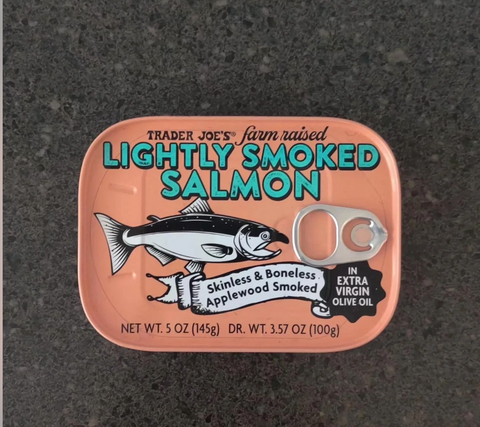 TRADER JOE'S® farm raised
LIGHTLY SMOKED
SALMON
Skinless & Boneless
Applewood Smoked
IN
EXTRA
VIRGIN
OLIVE OIL
NET WT. 5 OZ (145g) DR. WT. 3.57 OZ (100g)